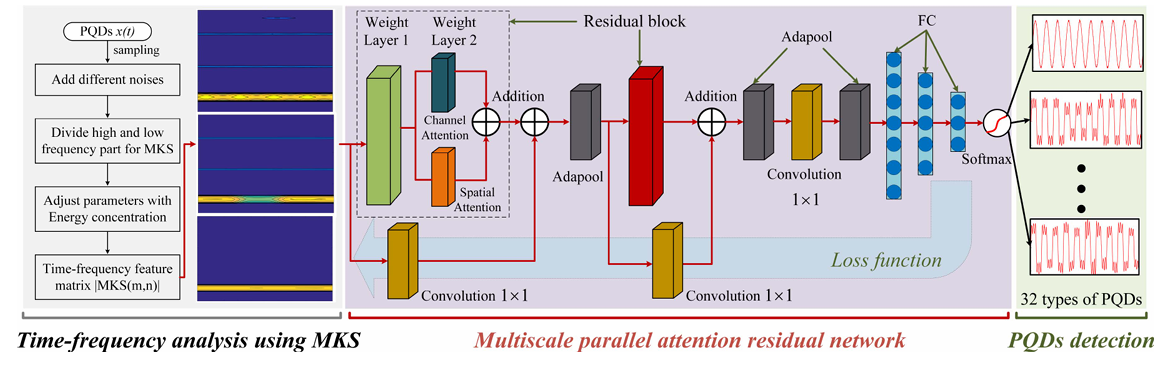 PQDs x(t)
sampling
Add different noises
Divide high and low
frequency part for MKS
Adjust parameters with
Energy concentration
Time-frequency feature
matrix |MKS(m,n)|
Time-frequency analysis using MKS
Weight
Layer 1
Weight
Layer 2
Residual block
Channel
Attention
Spatial
Attention
Addition
Adapool
Addition
Adapool
Convolution
1×1
FC
Softmax
Convolution 1×1
Convolution 1×1
Loss function
Multiscale parallel attention residual network
32 types of PQDs
PQDs detection